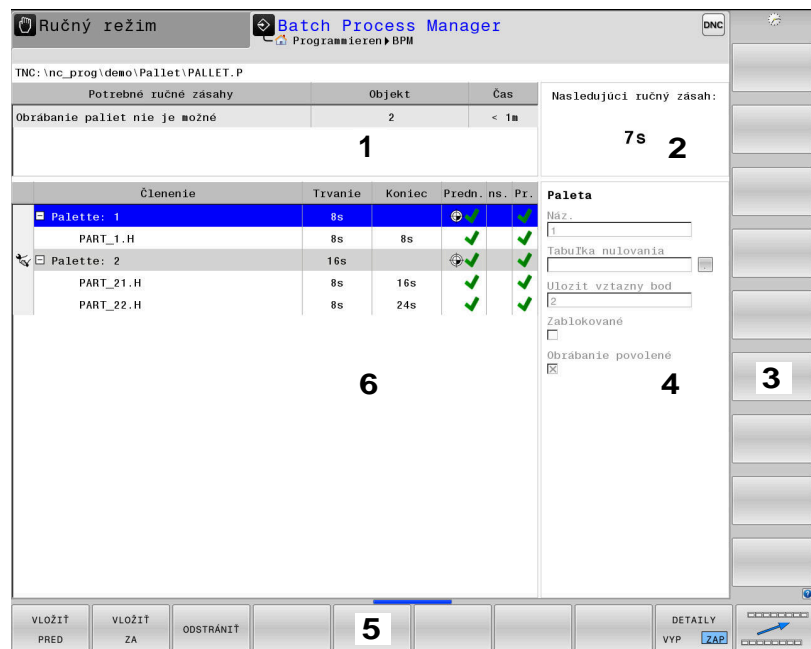 Ručný režim
Batch Process Manager
Programmieren BPM
DNC
TNC:\nc_prog\demo\Pallet\PALLET.P
Potrebné ručné zásahy Objekt Čas
Obrábanie paliet nie je možné 2 < 1m
1
Nasledujúci ručný zásah:
7s
2
Členenie Trvanie Koniec Predn. ns. Pr.
Palette: 1 8s
PART_1.H 8s 8s
Palette: 2 16s
PART_21.H 8s 16s
PART_22.H 8s 24s
6
Paleta
Náz.
1
Tabuľka nulovania
Ulozit vztazny bod
2
Zablokované
Obrábanie povolené
4
3
VLOŽIŤ PRED
VLOŽIŤ ZA
ODSTRÁNIŤ
5
DETAILY
VYP ZAP